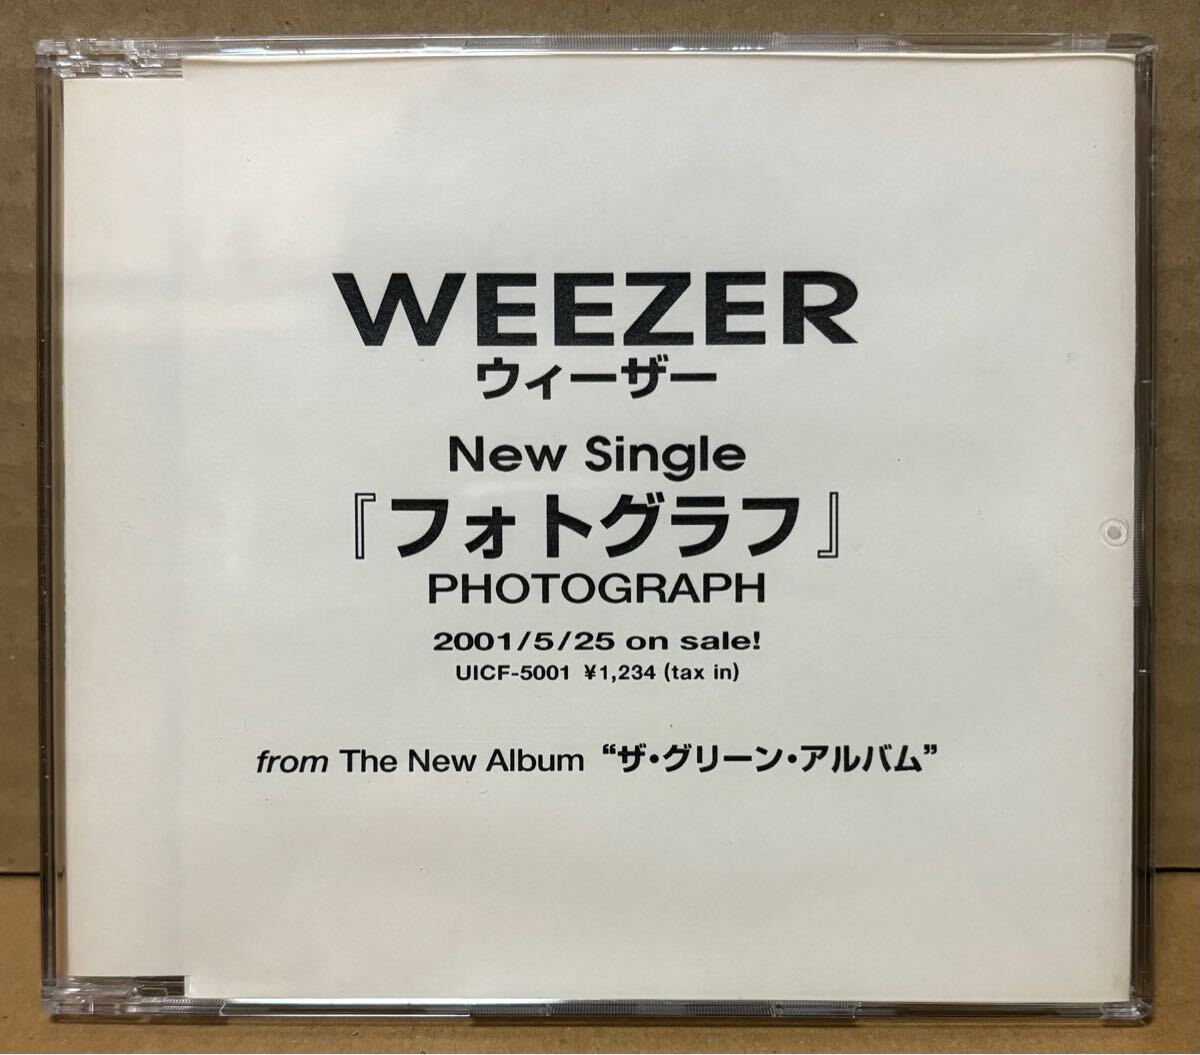 WEEZER
ウィーザー
New Single
『フォトグラフ』
PHOTOGRAPH
2001/5/25 on sale!
UICF-5001 ¥1,234 (tax in)
from The New Album “ザ・グリーン・アルバム”